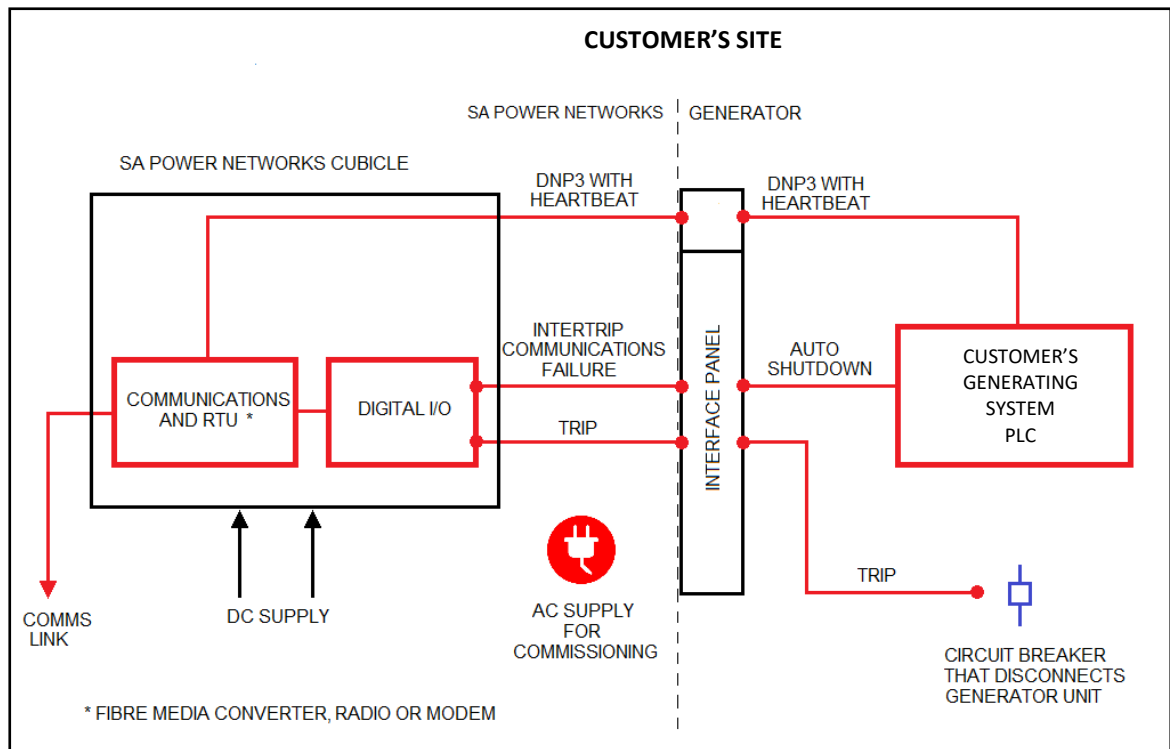 CUSTOMER'S SITE
SA POWER NETWORKS
GENERATOR
SA POWER NETWORKS CUBICLE
DNP3 WITH
HEARTBEAT
DNP3 WITH
HEARTBEAT
INTERTRIP
COMMUNICATIONS
FAILURE
AUTO
SHUTDOWN
CUSTOMER'S
GENERATING
SYSTEM
PLC
COMMUNICATIONS
AND RTU *
DIGITAL I/O
TRIP
INTERFACE PANEL
TRIP
COMMS
LINK
DC SUPPLY
AC SUPPLY
FOR
COMMISSIONING
CIRCUIT BREAKER
THAT DISCONNECTS
GENERATOR UNIT
* FIBRE MEDIA CONVERTER, RADIO OR MODEM